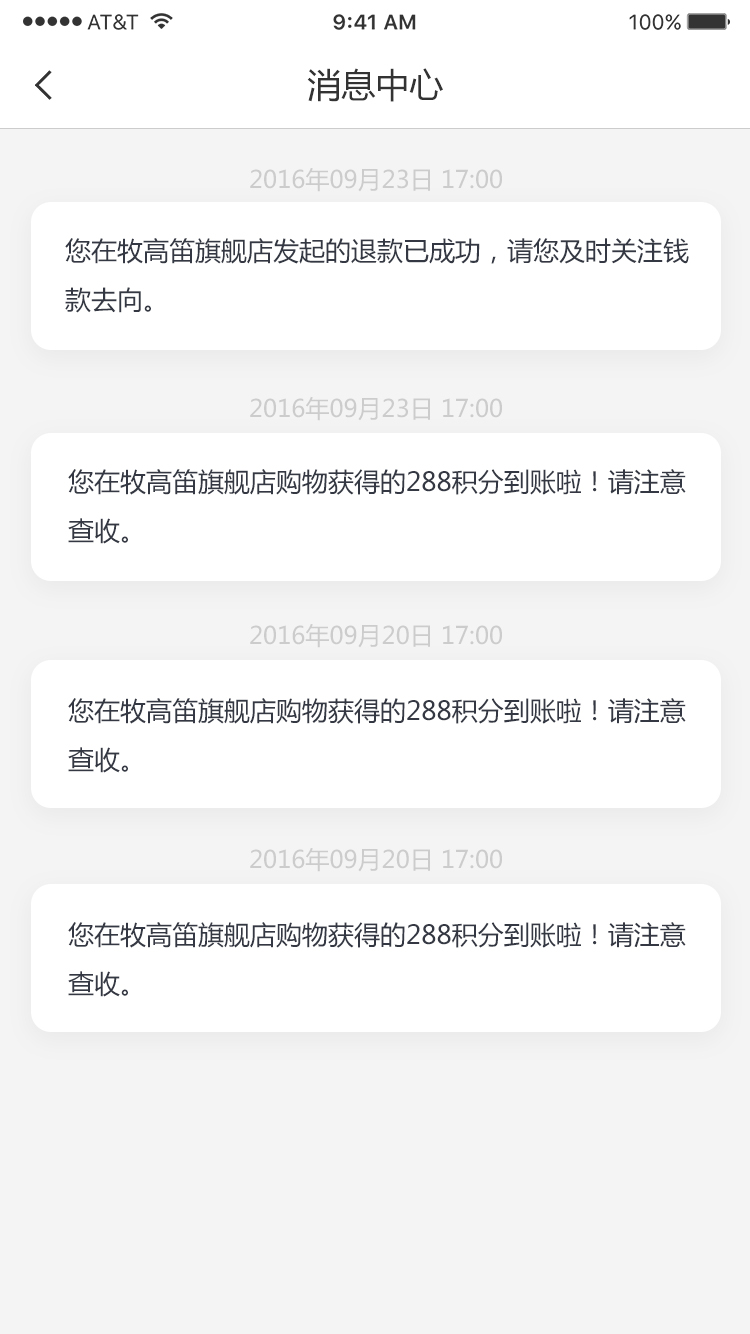 AT&T 9:41 AM 100%
消息中心
2016年09月23日 17:00
您在牧高笛旗舰店发起的退款已成功，请您及时关注钱
款去向。
2016年09月23日 17:00
您在牧高笛旗舰店购物获得的288积分到账啦！请注意
查收。
2016年09月20日 17:00
您在牧高笛旗舰店购物获得的288积分到账啦！请注意
查收。
2016年09月20日 17:00
您在牧高笛旗舰店购物获得的288积分到账啦！请注意
查收。